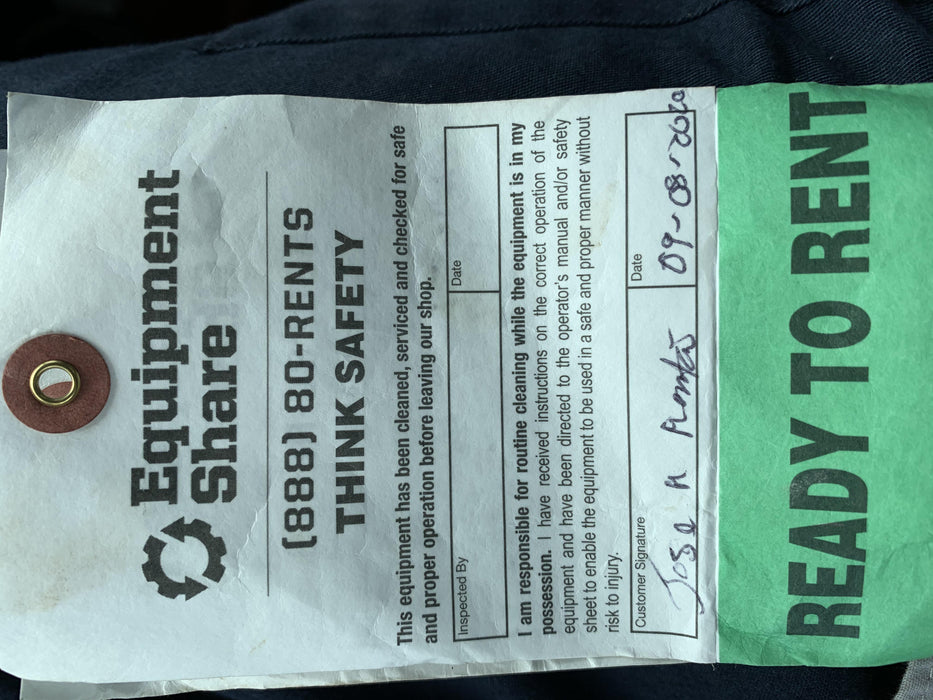 Equipment
Share
(888) 80-RENTS
THINK SAFETY
This equipment has been cleaned, serviced and checked for safe
and proper operation before leaving our shop.
Inspected By Date
I am responsible for routine cleaning while the equipment is in my
possession. I have received instructions on the correct operation of the
equipment and have been directed to the operator's manual and/or safety
sheet to enable the equipment to be used in a safe and proper manner without
risk to injury.
Customer Signature Date
Jose A 09-08-2020
READY TO RENT